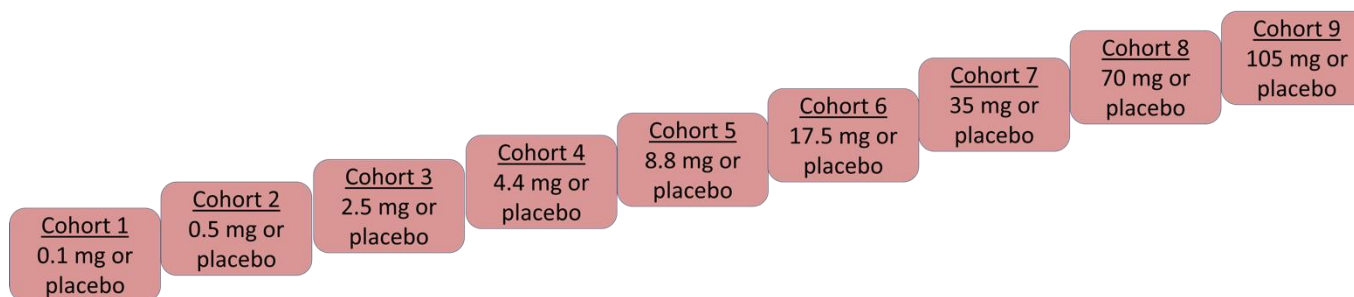 Cohort 1
0.1 mg or
placebo
Cohort 2
0.5 mg or
placebo
Cohort 3
2.5 mg or
placebo
Cohort 4
4.4 mg or
placebo
Cohort 5
8.8 mg or
placebo
Cohort 6
17.5 mg or
placebo
Cohort 7
35 mg or
placebo
Cohort 8
70 mg or
placebo
Cohort 9
105 mg or
placebo